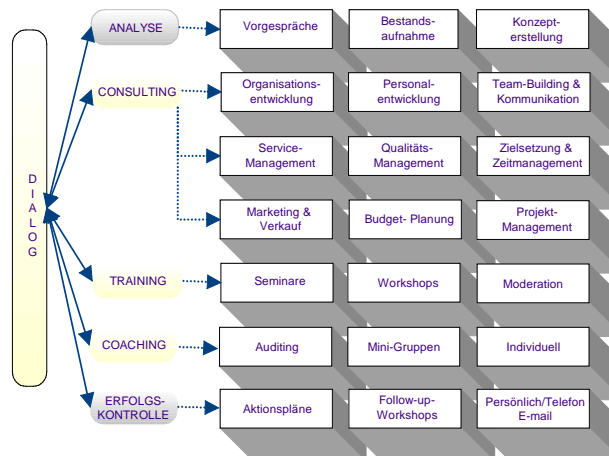 D
I
A
L
O
G
ANALYSE
Vorgespräche
Bestands-
aufnahme
Konzept-
erstellung
CONSULTING
Organisations-
entwicklung
Personal-
entwicklung
Team-Building &
Kommunikation
Service-
Management
Qualitäts-
Management
Zielsetzung &
Zeitmanagement
Marketing &
Verkauf
Budget- Planung
Projekt-
Management
TRAINING
Seminare
Workshops
Moderation
COACHING
Auditing
Mini-Gruppen
Individuell
ERFOLGS-
KONTROLLE
Aktionspläne
Follow-up-
Workshops
Persönlich/Telefon
E-mail